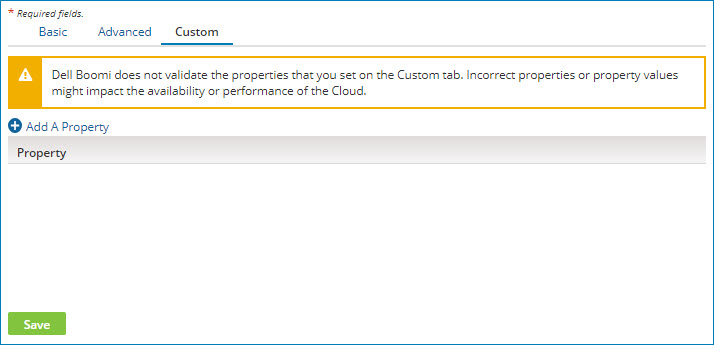 * Required fields.
Basic Advanced Custom
Dell Boomi does not validate the properties that you set on the Custom tab. Incorrect properties or property values
might impact the availability or performance of the Cloud.
Add A Property
Property
Save